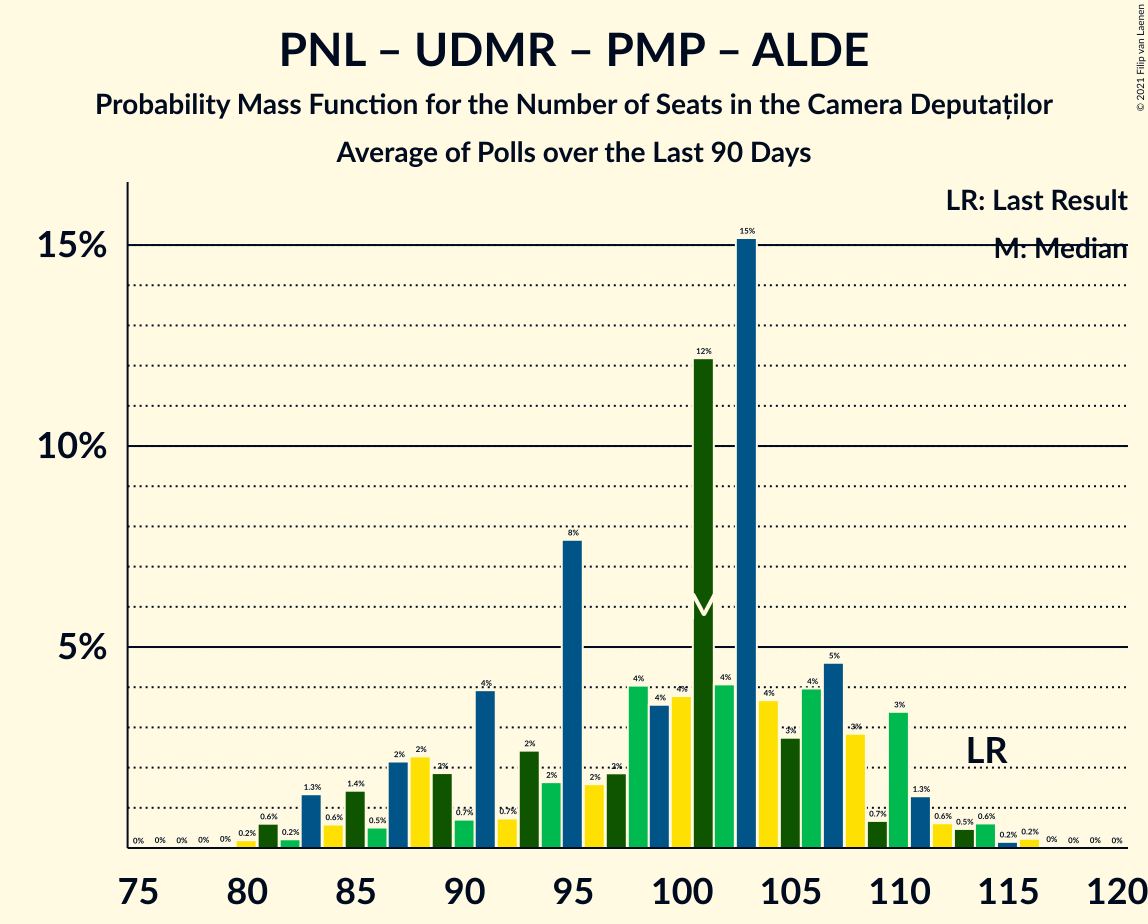 PNL – UDMR – PMP – ALDE
Probability Mass Function for the Number of Seats in the Camera Deputaților
Average of Polls over the Last 90 Days
© 2021 Filip van Laenen
LR: Last Result
M: Median
15%
10%
5%
0% 0% 0% 0% 0% 0.2% 0.6% 0.2% 1.3% 0.6% 1.4% 0.5% 2% 2% 2% 0.7% 4% 0.7% 2% 2% 8% 2% 2% 4% 4% 4% 12% 4% 15% 4% 3% 4% 5% 3% 0.7% 3% 1.3% 0.6% 0.5% 0.6% 0.2% 0.2% 0% 0% 0% 0%
M
LR
75 80 85 90 95 100 105 110 115 120